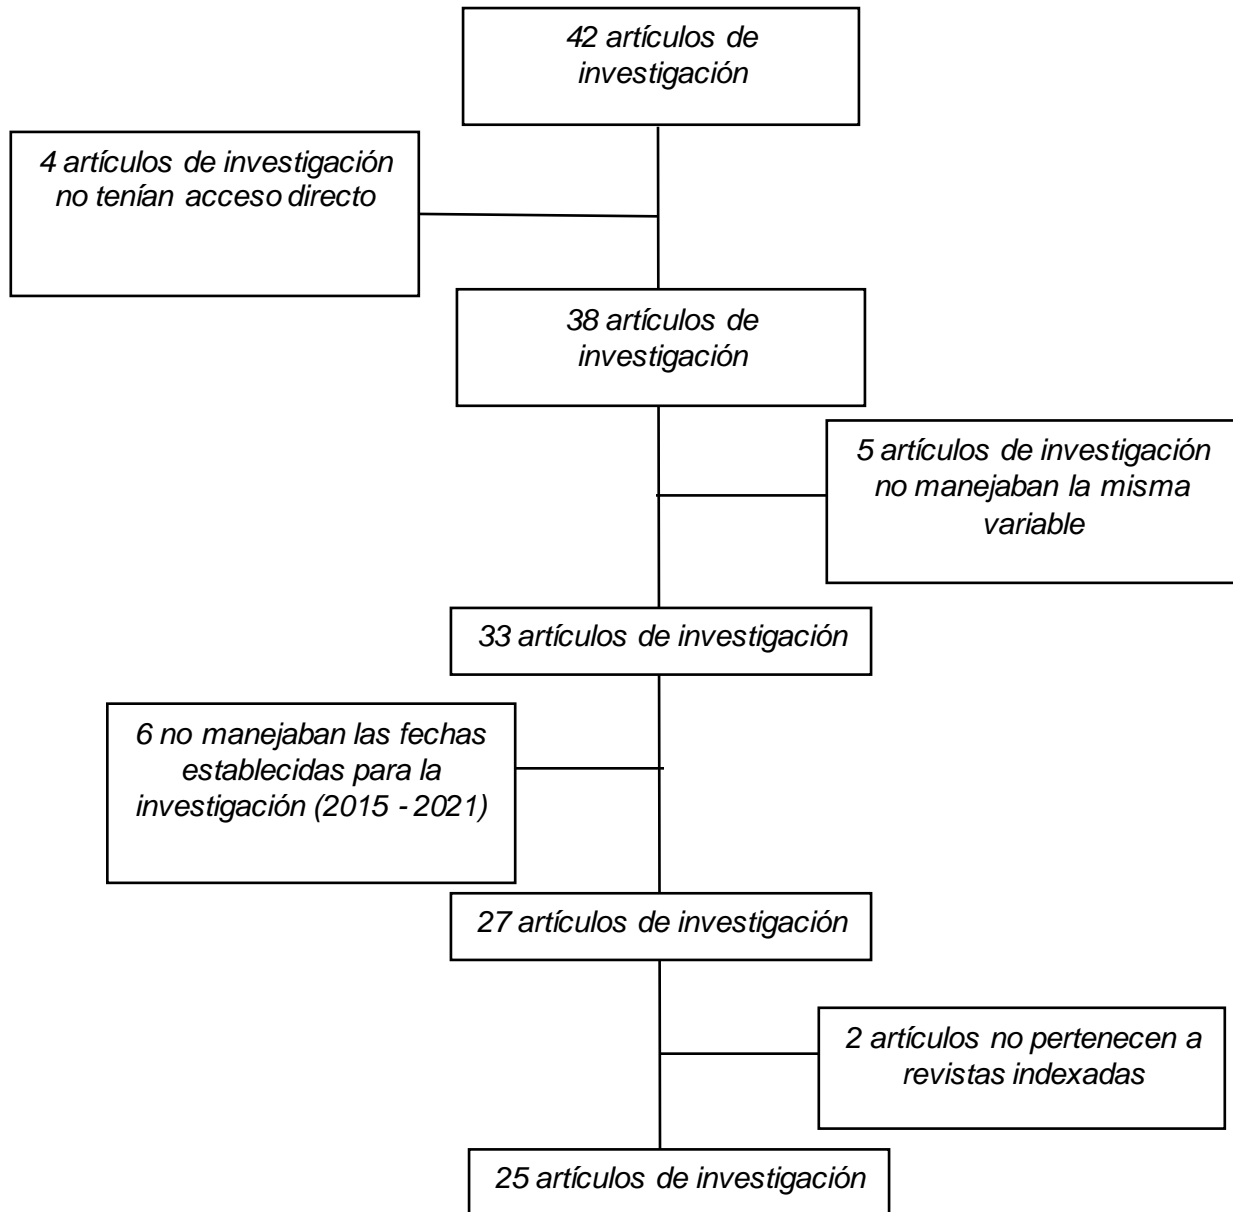 42 artículos de
investigación
4 artículos de investigación
no tenían acceso directo
38 artículos de
investigación
5 artículos de investigación
no manejaban la misma
variable
33 artículos de investigación
6 no manejaban las fechas
establecidas para la
investigación (2015 - 2021)
27 artículos de investigación
2 artículos no pertenecen a
revistas indexadas
25 artículos de investigación